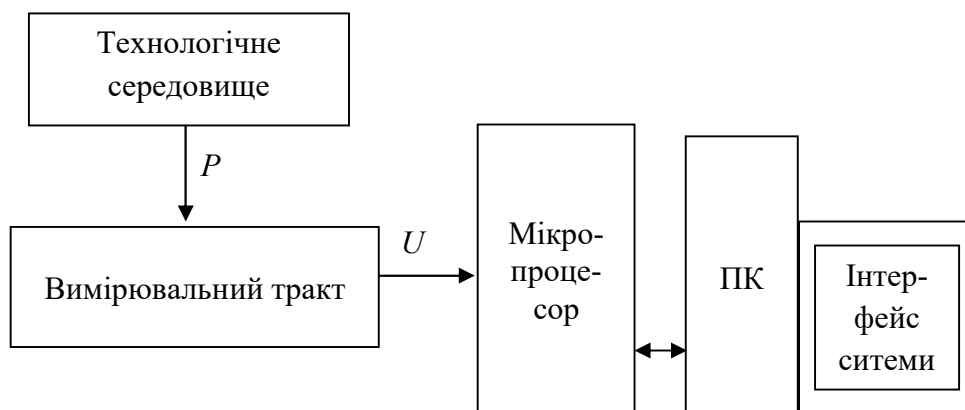 Технологічне
середовище
P
Вимірювальний тракт
U
Мікро-
проце-
сор
ПК
Інтер-
фейс
ситеми